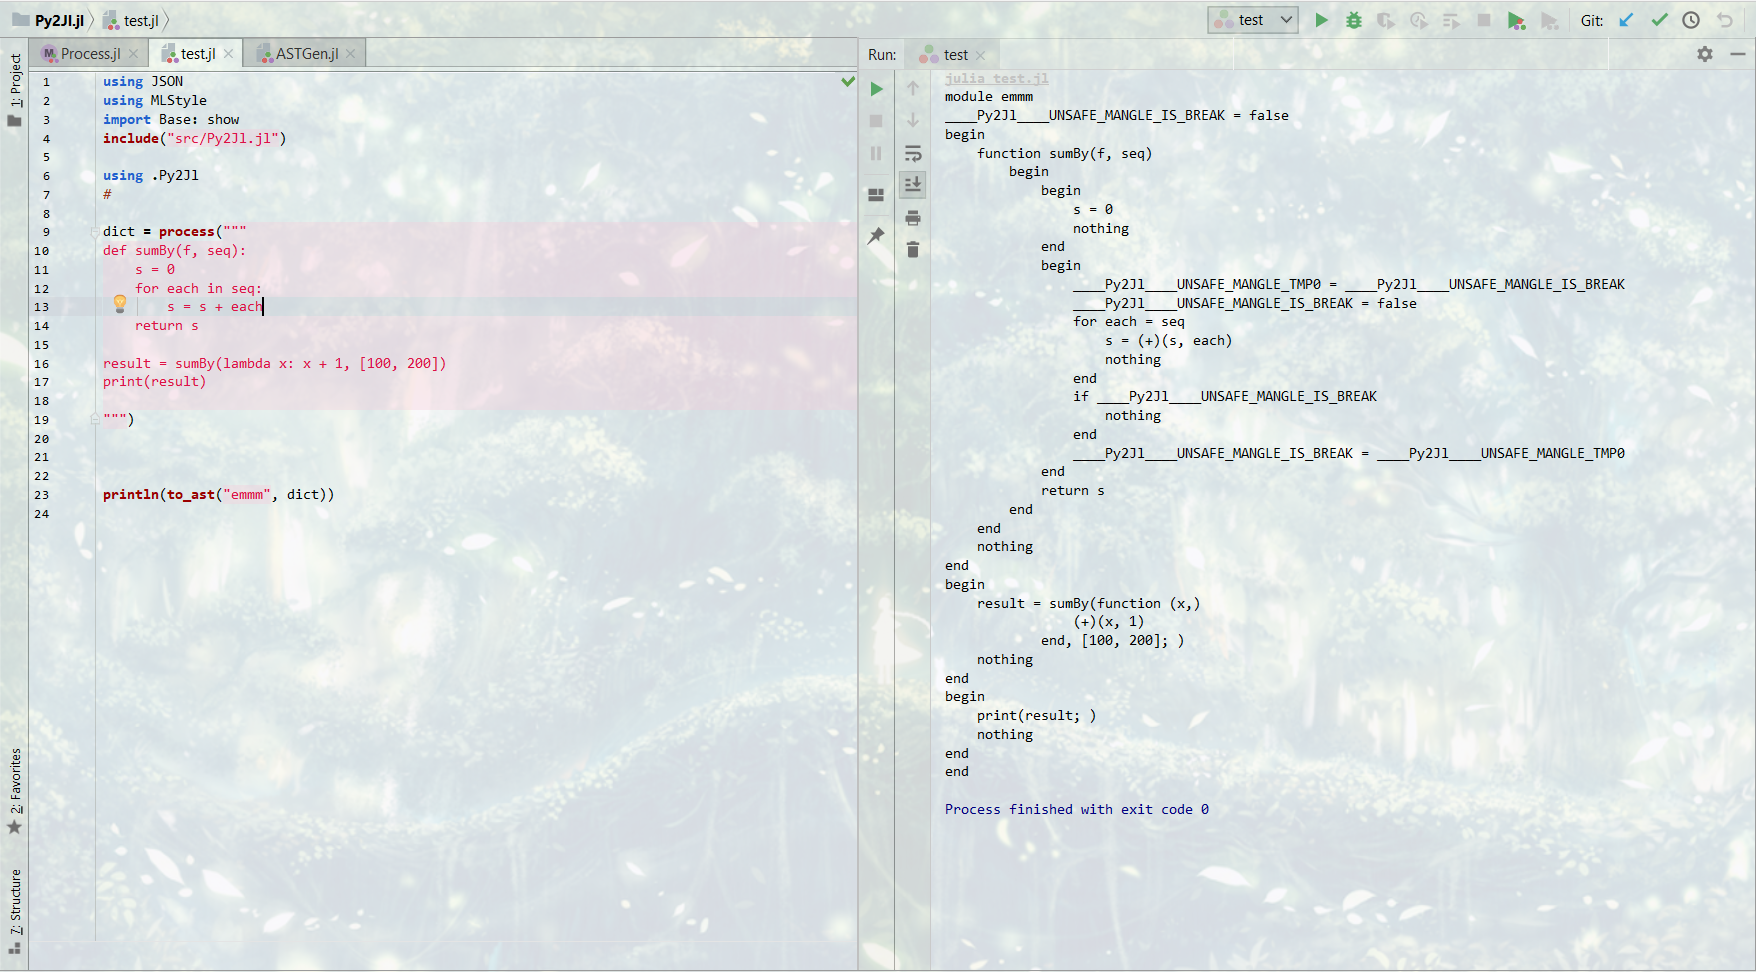 Py2Jl.jl test.jl
test
Git:
1: Project
Process.jl test.jl ASTGen.jl
1 using JSON
2 using MLStyle
3 import Base: show
4 include("src/Py2Jl.jl")
5
6 using .Py2Jl
7 #
8
9 dict = process("""
10 def sumBy(f, seq):
11     s = 0
12     for each in seq:
13         s = s + each
14     return s
15
16 result = sumBy(lambda x: x + 1, [100, 200])
17 print(result)
18
19 """)
20
21
22
23 println(to_ast("emmm", dict))
24
2: Favorites
7: Structure
Run: test
julia test.jl
module emmm
____Py2Jl____UNSAFE_MANGLE_IS_BREAK = false
begin
    function sumBy(f, seq)
        begin
            begin
                s = 0
                nothing
            end
            begin
                ____Py2Jl____UNSAFE_MANGLE_TMP0 = ____Py2Jl____UNSAFE_MANGLE_IS_BREAK
                ____Py2Jl____UNSAFE_MANGLE_IS_BREAK = false
                for each = seq
                    s = (+)(s, each)
                    nothing
                end
                if ____Py2Jl____UNSAFE_MANGLE_IS_BREAK
                    nothing
                end
                ____Py2Jl____UNSAFE_MANGLE_IS_BREAK = ____Py2Jl____UNSAFE_MANGLE_TMP0
            end
            return s
        end
    end
    nothing
end
begin
    result = sumBy(function (x,)
                (+)(x, 1)
            end, [100, 200]; )
    nothing
end
begin
    print(result; )
    nothing
end
end
Process finished with exit code 0